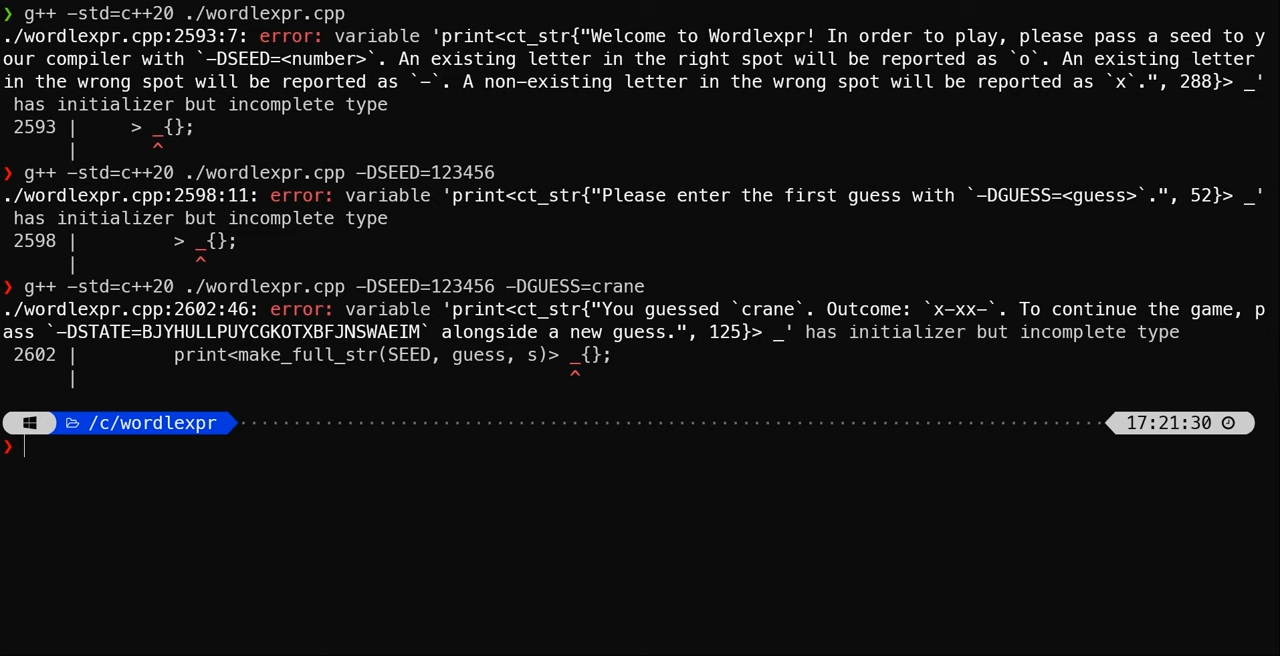 ❯ g++ -std=c++20 ./wordlexpr.cpp
./wordlexpr.cpp:2593:7: error: variable 'print<ct_str{"Welcome to Wordlexpr! In order to play, please pass a seed to y
our compiler with `-DSEED=<number>`. An existing letter in the right spot will be reported as `o`. An existing letter
in the wrong spot will be reported as `-`. A non-existing letter in the wrong spot will be reported as `x`.", 288}> _'
 has initializer but incomplete type
 2593 |     > _{};
      |       ^
❯ g++ -std=c++20 ./wordlexpr.cpp -DSEED=123456
./wordlexpr.cpp:2598:11: error: variable 'print<ct_str{"Please enter the first guess with `-DGUESS=<guess>`.", 52}> _'
 has initializer but incomplete type
 2598 |         > _{};
      |           ^
❯ g++ -std=c++20 ./wordlexpr.cpp -DSEED=123456 -DGUESS=crane
./wordlexpr.cpp:2602:46: error: variable 'print<ct_str{"You guessed `crane`. Outcome: `x-xx-`. To continue the game, p
ass `-DSTATE=BJYHULLPUYCGKOTXBFJNSWAEIM` alongside a new guess.", 125}> _' has initializer but incomplete type
 2602 |         print<make_full_str(SEED, guess, s)> _{};
      |                                              ^
/c/wordlexpr 17:21:30
❯